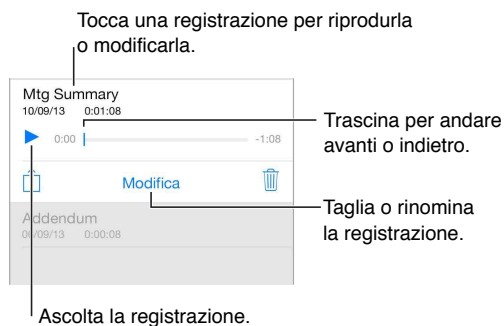 Tocca una registrazione per riprodurla
o modificarla.
Mtg Summary
10/09/13 0:01:08
0:00 -1:08
Trascina per andare
avanti o indietro.
Modifica
Taglia o rinomina
la registrazione.
Addendum
06/09/13 0:00:08
Ascolta la registrazione.